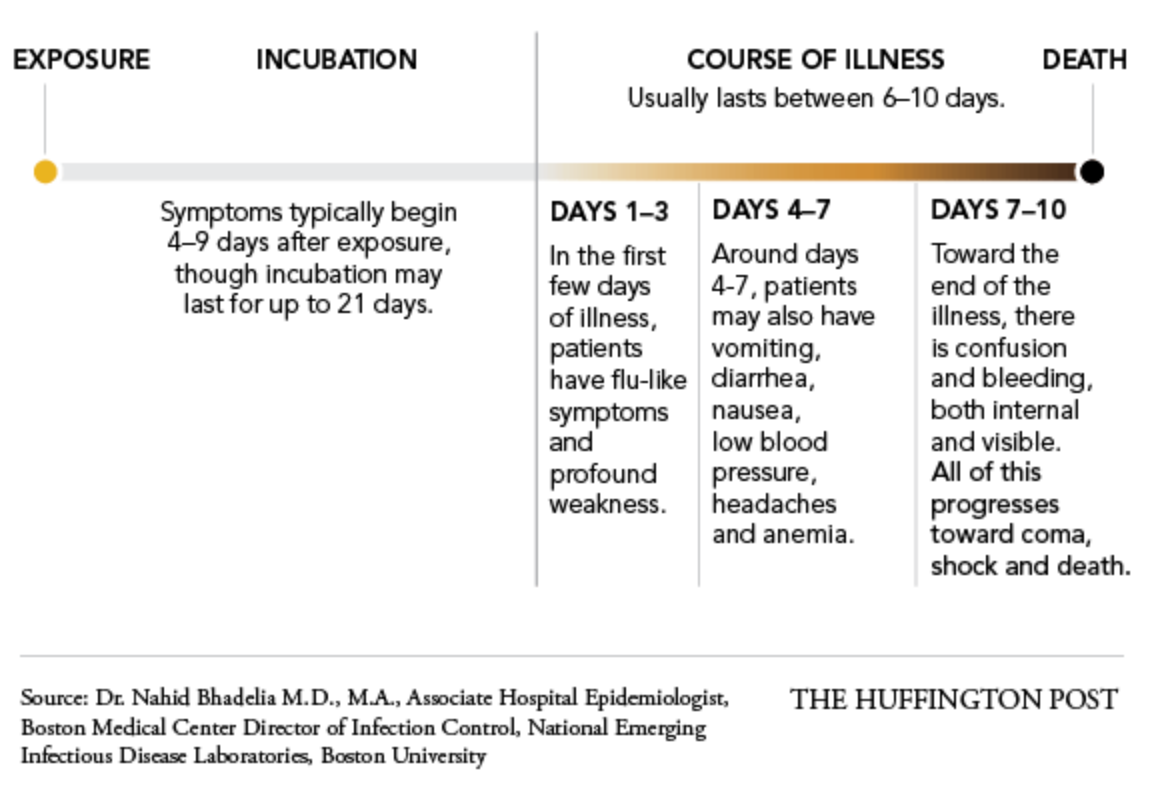 EXPOSURE
INCUBATION
COURSE OF ILLNESS
DEATH
Usually lasts between 6–10 days.
Symptoms typically begin
4–9 days after exposure,
though incubation may
last for up to 21 days.
DAYS 1–3
In the first
few days
of illness,
patients
have flu-like
symptoms
and
profound
weakness.
DAYS 4–7
Around days
4-7, patients
may also have
vomiting,
diarrhea,
nausea,
low blood
pressure,
headaches
and anemia.
DAYS 7–10
Toward the
end of the
illness, there
is confusion
and bleeding,
both internal
and visible.
All of this
progresses
toward coma,
shock and death.
Source: Dr. Nahid Bhadelia M.D., M.A., Associate Hospital Epidemiologist,
Boston Medical Center Director of Infection Control, National Emerging
Infectious Disease Laboratories, Boston University
THE HUFFINGTON POST